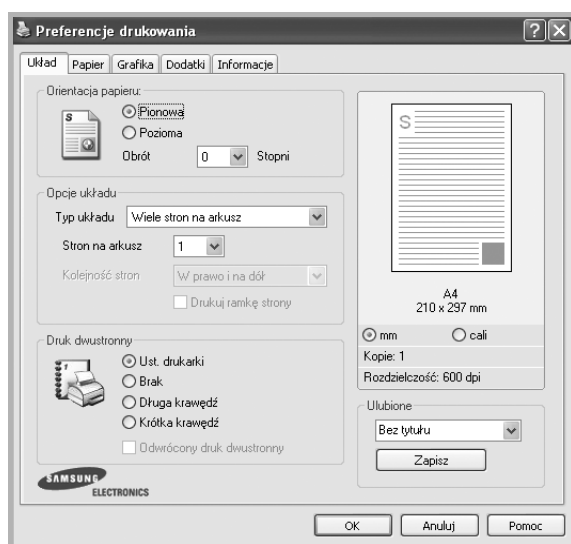 Preferencje drukowania
Układ Papier Grafika Dodatki Informacje
Orientacja papieru:
Pionowa
Pozioma
Obrót 0 Stopni
Opcje układu
Typ układu Wiele stron na arkusz
Stron na arkusz 1
Kolejność stron W prawo i na dół
Drukuj ramkę strony
Druk dwustronny
Ust. drukarki
Brak
Długa krawędź
Krótka krawędź
Odwrócony druk dwustronny
SAMSUNG
ELECTRONICS
S
S
A4
210 x 297 mm
mm cali
Kopie: 1
Rozdzielczość: 600 dpi
Ulubione
Bez tytułu
Zapisz
OK Anuluj Pomoc